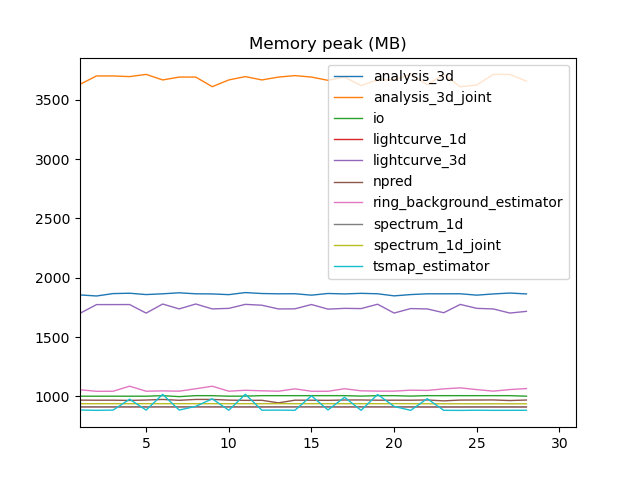 Memory peak (MB)
3500
3000
2500
2000
1500
1000
5
10
15
20
25
30
analysis_3d
analysis_3d_joint
io
lightcurve_1d
lightcurve_3d
npred
ring_background_estimator
spectrum_1d
spectrum_1d_joint
tsmap_estimator